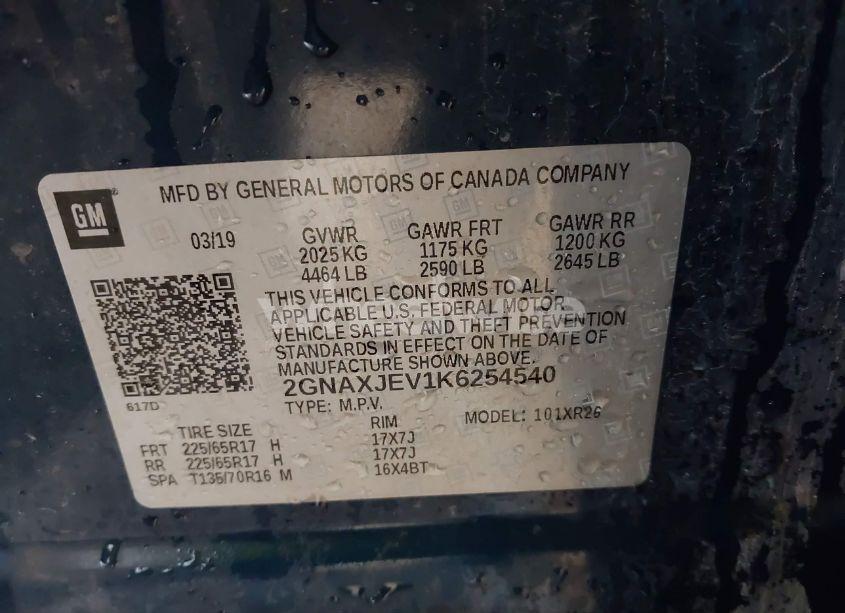 MFD BY GENERAL MOTORS OF CANADA COMPANY
GM
03/19
GVWR GAWR FRT GAWR RR
2025 KG 1175 KG 1200 KG
4464 LB 2590 LB 2645 LB
THIS VEHICLE CONFORMS TO ALL
APPLICABLE U.S. FEDERAL MOTOR
VEHICLE SAFETY AND THEFT PREVENTION
STANDARDS IN EFFECT ON THE DATE OF
MANUFACTURE SHOWN ABOVE.
2GNAXJEV1K6254540
617D
TYPE: M.P.V. MODEL: 101XR26
TIRE SIZE RIM
FRT 225/65R17 H 17X7J
RR 225/65R17 H 17X7J
SPA T135/70R16 M 16X4BT